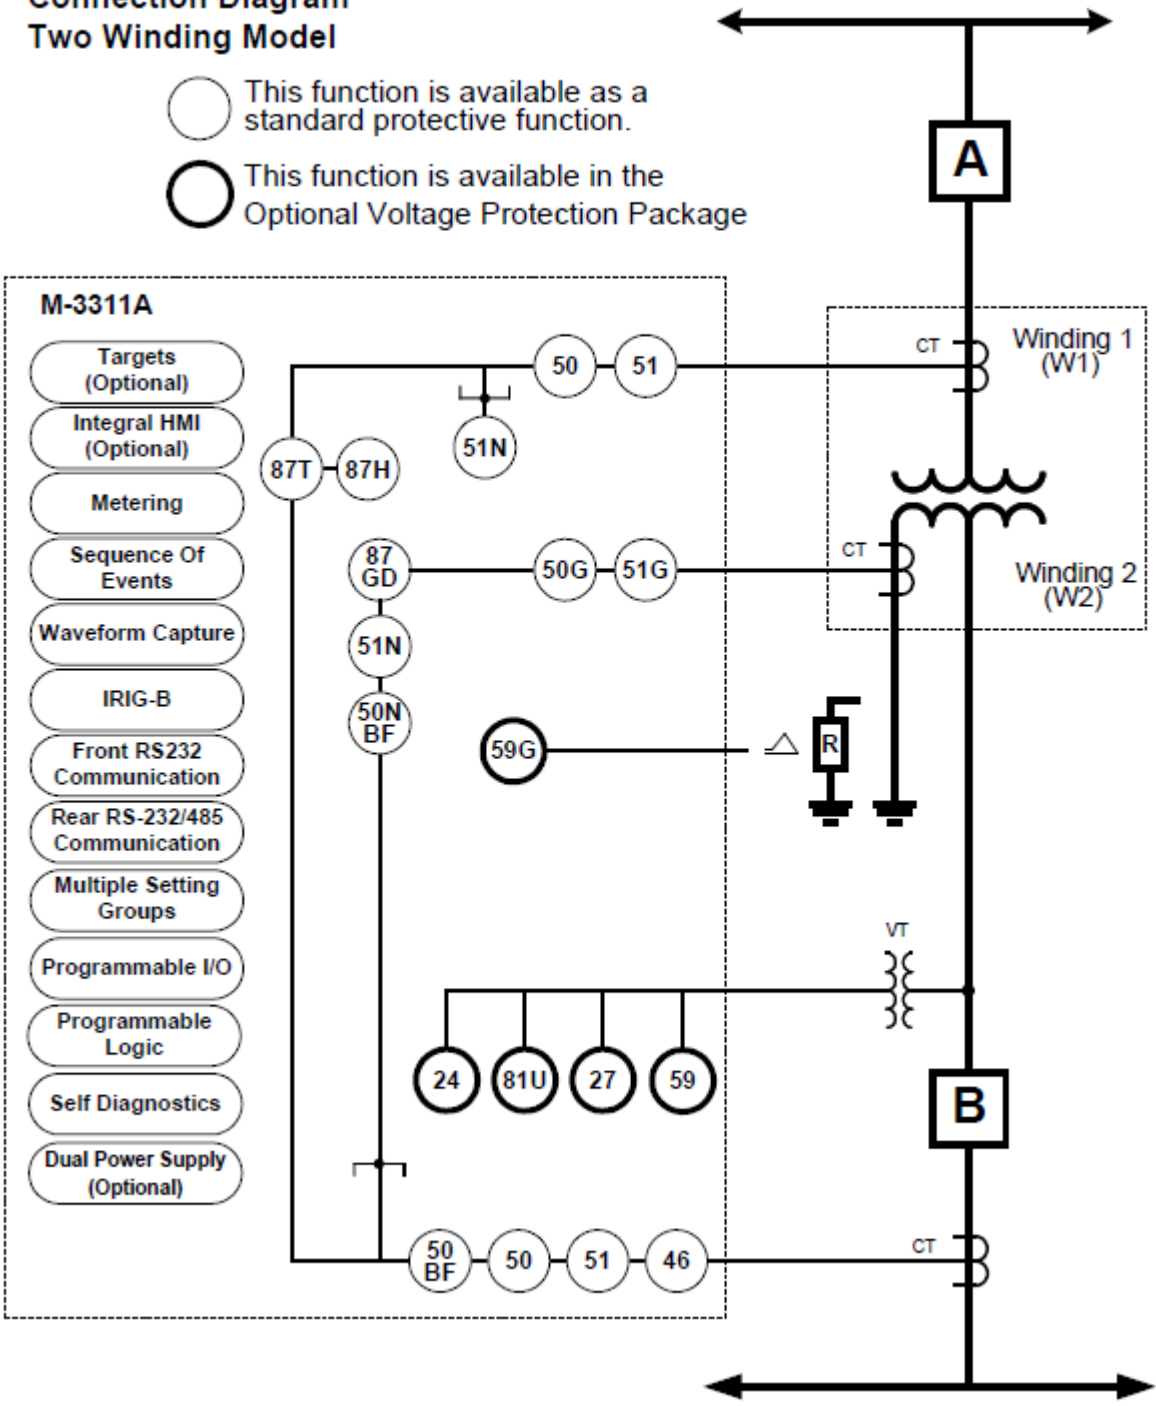 Connection Diagram
Two Winding Model
This function is available as a
standard protective function.
This function is available in the
Optional Voltage Protection Package
A
M-3311A
Targets
(Optional)
Integral HMI
(Optional)
Metering
Sequence Of
Events
Waveform Capture
IRIG-B
Front RS232
Communication
Rear RS-232/485
Communication
Multiple Setting
Groups
Programmable I/O
Programmable
Logic
Self Diagnostics
Dual Power Supply
(Optional)
50
51
CT
Winding 1
(W1)
51N
87T
87H
87
GD
50G
51G
CT
Winding 2
(W2)
51N
50N
BF
59G
R
VT
24
81U
27
59
B
50
BF
50
51
46
CT